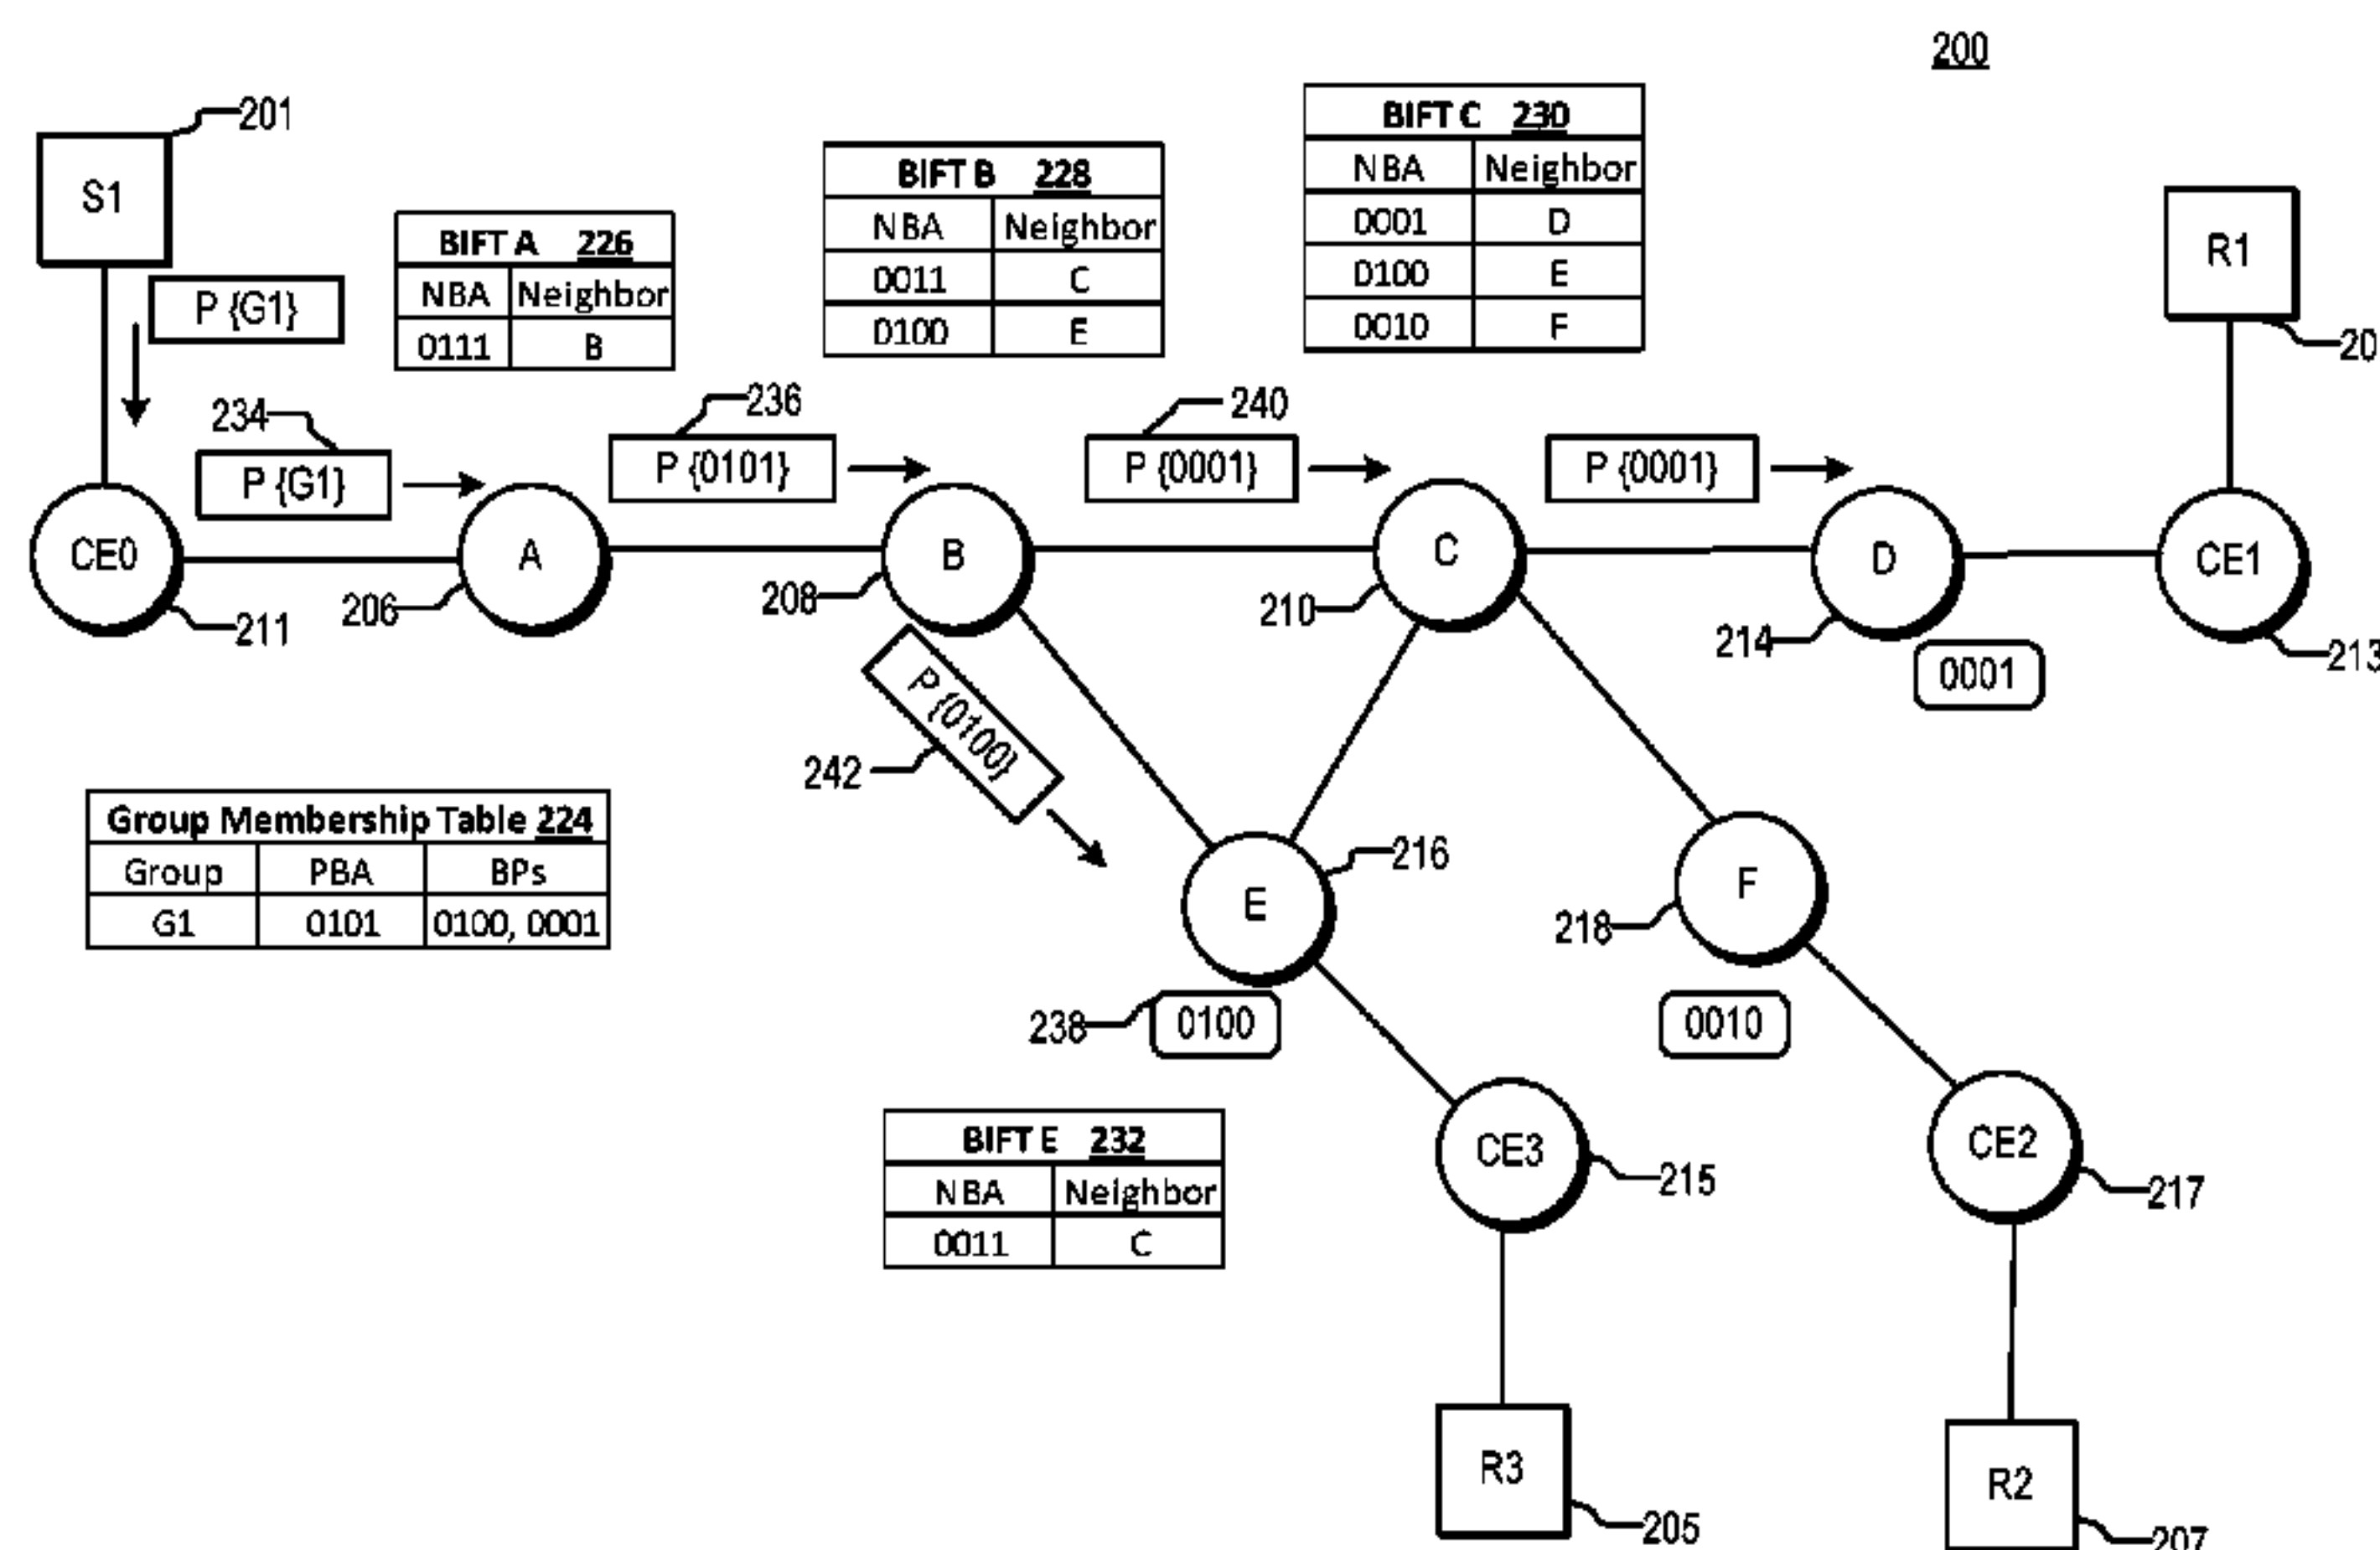 200
201
S1
P {G1}
BIFT A 226
NBA Neighbor
0111 B
BIFT B 228
NBA Neighbor
0011 C
0100 E
BIFT C 230
NBA Neighbor
0001 D
0100 E
0010 F
R1
20
234
P {G1}
236
P {0101}
240
P {0001}
P {0001}
CE0
211
A
206
B
208
C
210
D
214
0001
CE1
213
P {0100}
242
Group Membership Table 224
Group PBA BPs
G1 0101 0100, 0001
E
216
238
0100
F
218
0010
BIFT E 232
NBA Neighbor
0011 C
CE3
215
CE2
217
R3
205
R2
207